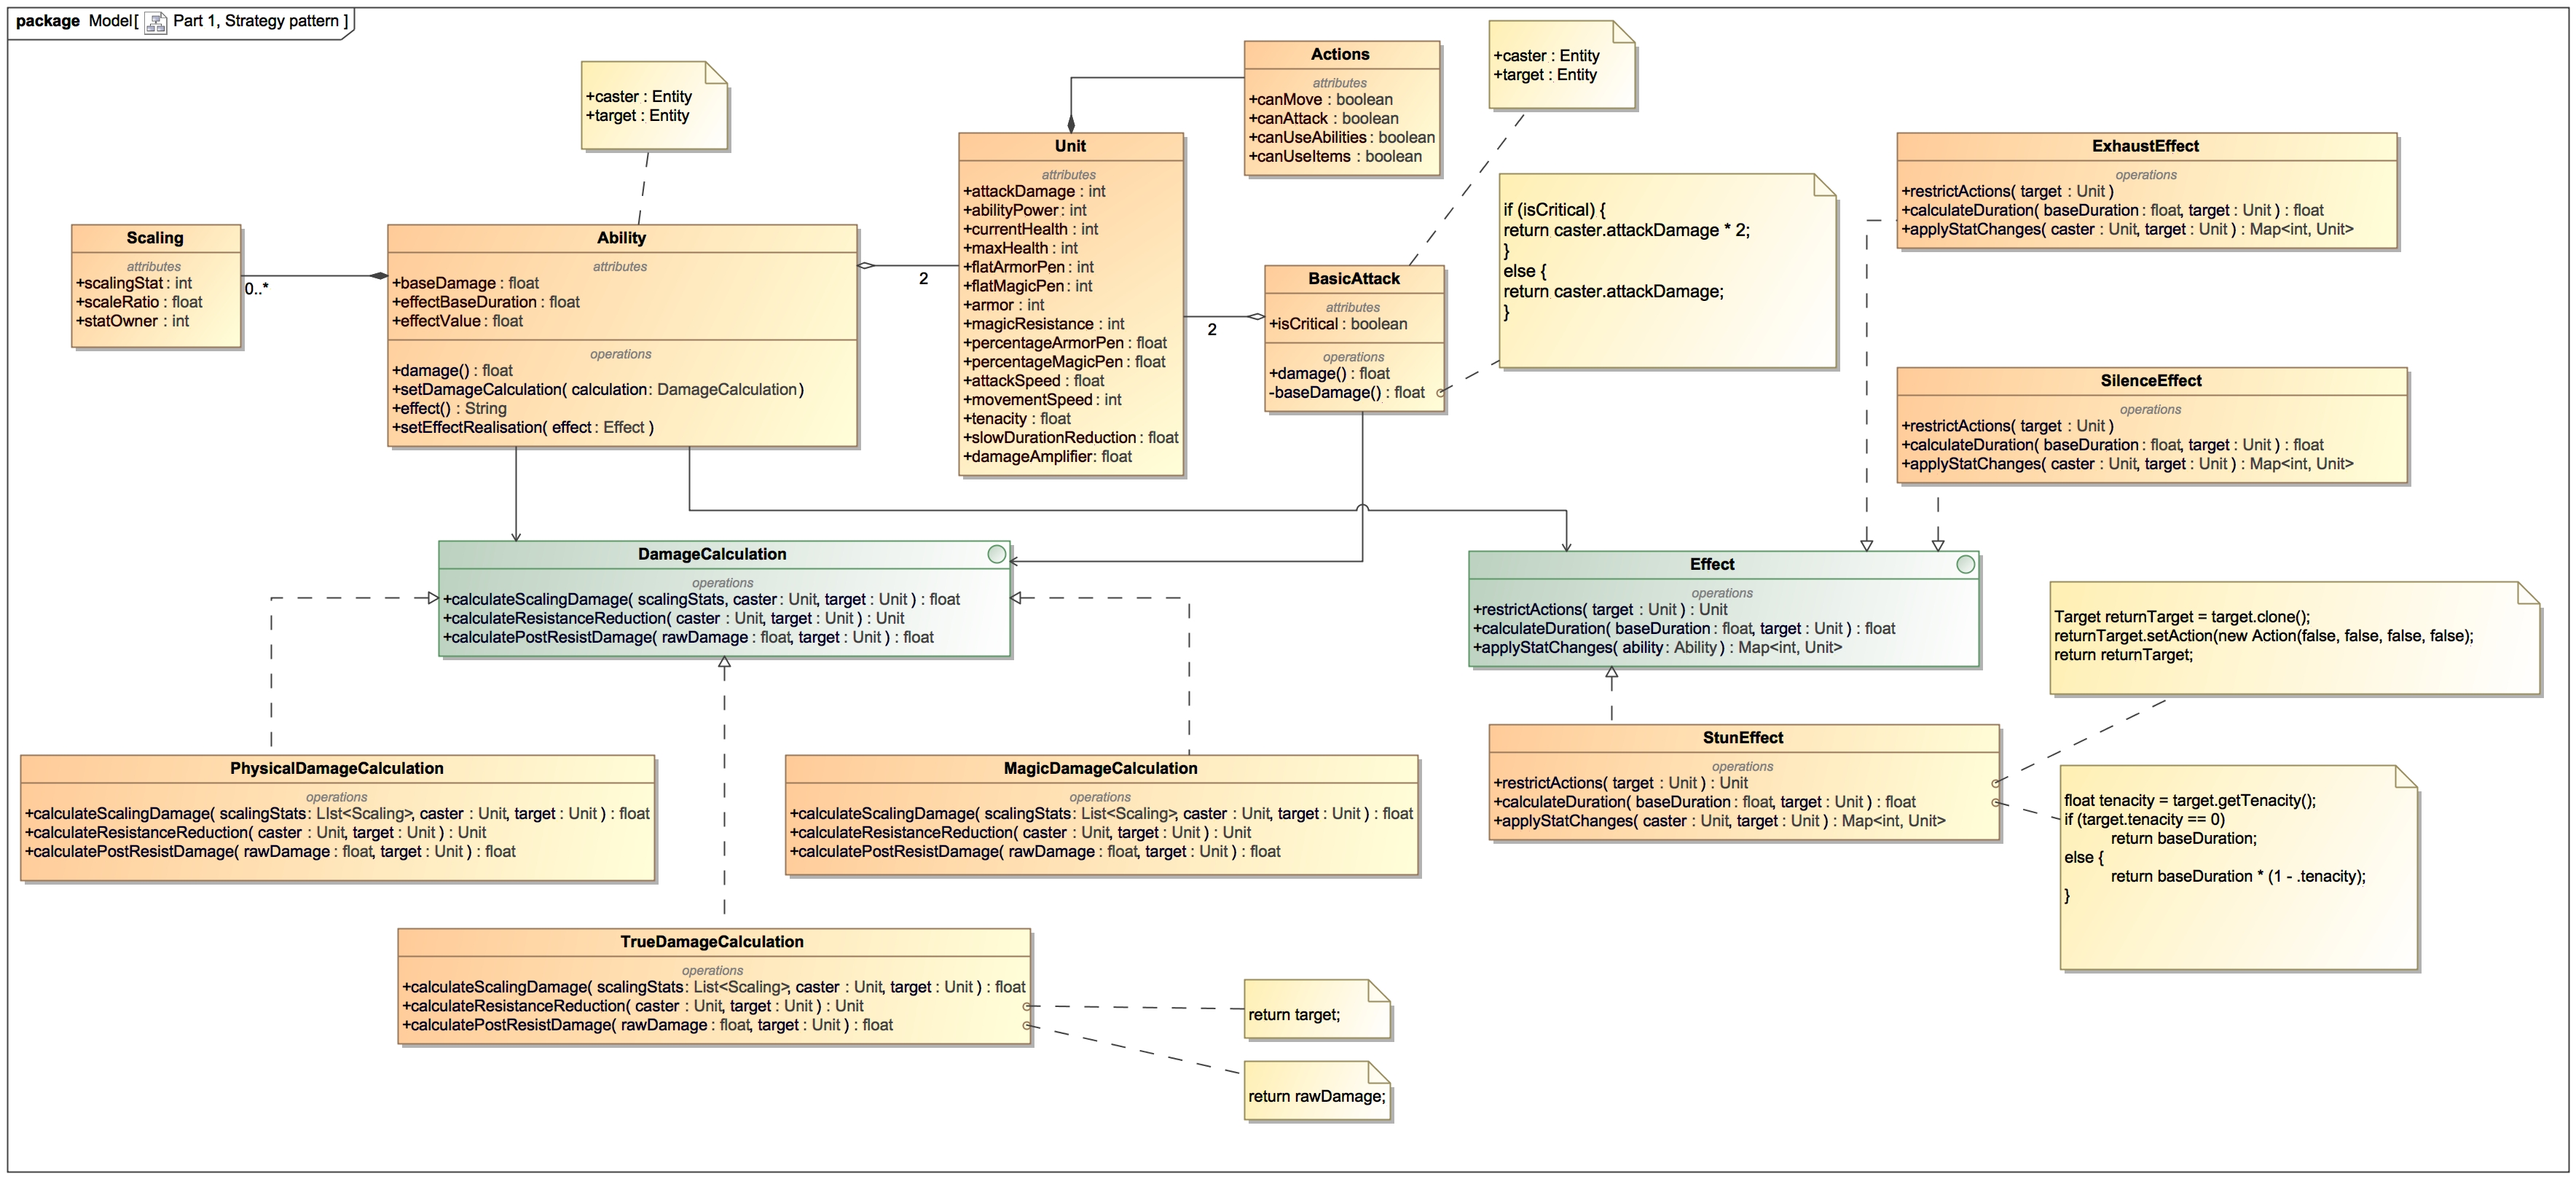 package Model[ Part 1, Strategy pattern ]
+caster : Entity
+target : Entity
Actions
attributes
+canMove : boolean
+canAttack : boolean
+canUseAbilities : boolean
+canUseItems : boolean
+caster : Entity
+target : Entity
Unit
attributes
+attackDamage : int
+abilityPower : int
+currentHealth : int
+maxHealth : int
+flatArmorPen : int
+flatMagicPen : int
+armor : int
+magicResistance : int
+percentageArmorPen : float
+percentageMagicPen : float
+attackSpeed : float
+movementSpeed : int
+tenacity : float
+slowDurationReduction : float
+damageAmplifier: float
ExhaustEffect
operations
+restrictActions( target : Unit )
+calculateDuration( baseDuration : float, target : Unit ) : float
+applyStatChanges( caster : Unit, target : Unit ) : Map<int, Unit>
if (isCritical) {
return caster.attackDamage * 2;
}
else {
return caster.attackDamage;
}
Scaling
attributes
+scalingStat : int
+scaleRatio : float
+statOwner : int
0..*
Ability
attributes
+baseDamage : float
+effectBaseDuration : float
+effectValue : float
operations
+damage() : float
+setDamageCalculation( calculation : DamageCalculation )
+effect() : String
+setEffectRealisation( effect : Effect )
2
2
BasicAttack
attributes
+isCritical : boolean
operations
+damage() : float
-baseDamage() : float
SilenceEffect
operations
+restrictActions( target : Unit )
+calculateDuration( baseDuration : float, target : Unit ) : float
+applyStatChanges( caster : Unit, target : Unit ) : Map<int, Unit>
DamageCalculation
operations
+calculateScalingDamage( scalingStats, caster : Unit, target : Unit ) : float
+calculateResistanceReduction( caster : Unit, target : Unit ) : Unit
+calculatePostResistDamage( rawDamage : float, target : Unit ) : float
Effect
operations
+restrictActions( target : Unit ) : Unit
+calculateDuration( baseDuration : float, target : Unit ) : float
+applyStatChanges( ability : Ability ) : Map<int, Unit>
Target returnTarget = target.clone();
returnTarget.setAction(new Action(false, false, false, false);
return returnTarget;
PhysicalDamageCalculation
operations
+calculateScalingDamage( scalingStats : LIst<Scaling>, caster : Unit, target : Unit ) : float
+calculateResistanceReduction( caster : Unit, target : Unit ) : Unit
+calculatePostResistDamage( rawDamage : float, target : Unit ) : float
MagicDamageCalculation
operations
+calculateScalingDamage( scalingStats : List<Scaling>, caster : Unit, target : Unit ) : float
+calculateResistanceReduction( caster : Unit, target : Unit ) : Unit
+calculatePostResistDamage( rawDamage : float, target : Unit ) : float
StunEffect
operations
+restrictActions( target : Unit ) : Unit
+calculateDuration( baseDuration : float, target : Unit ) : float
+applyStatChanges( caster : Unit, target : Unit ) : Map<int, Unit>
float tenacity = target.getTenacity();
if (target.tenacity == 0)
return baseDuration;
else {
return baseDuration * (1 - .tenacity);
}
TrueDamageCalculation
operations
+calculateScalingDamage( scalingStats : List<Scaling>, caster : Unit, target : Unit ) : float
+calculateResistanceReduction( caster : Unit, target : Unit ) : Unit
+calculatePostResistDamage( rawDamage : float, target : Unit ) : float
return target;
return rawDamage;